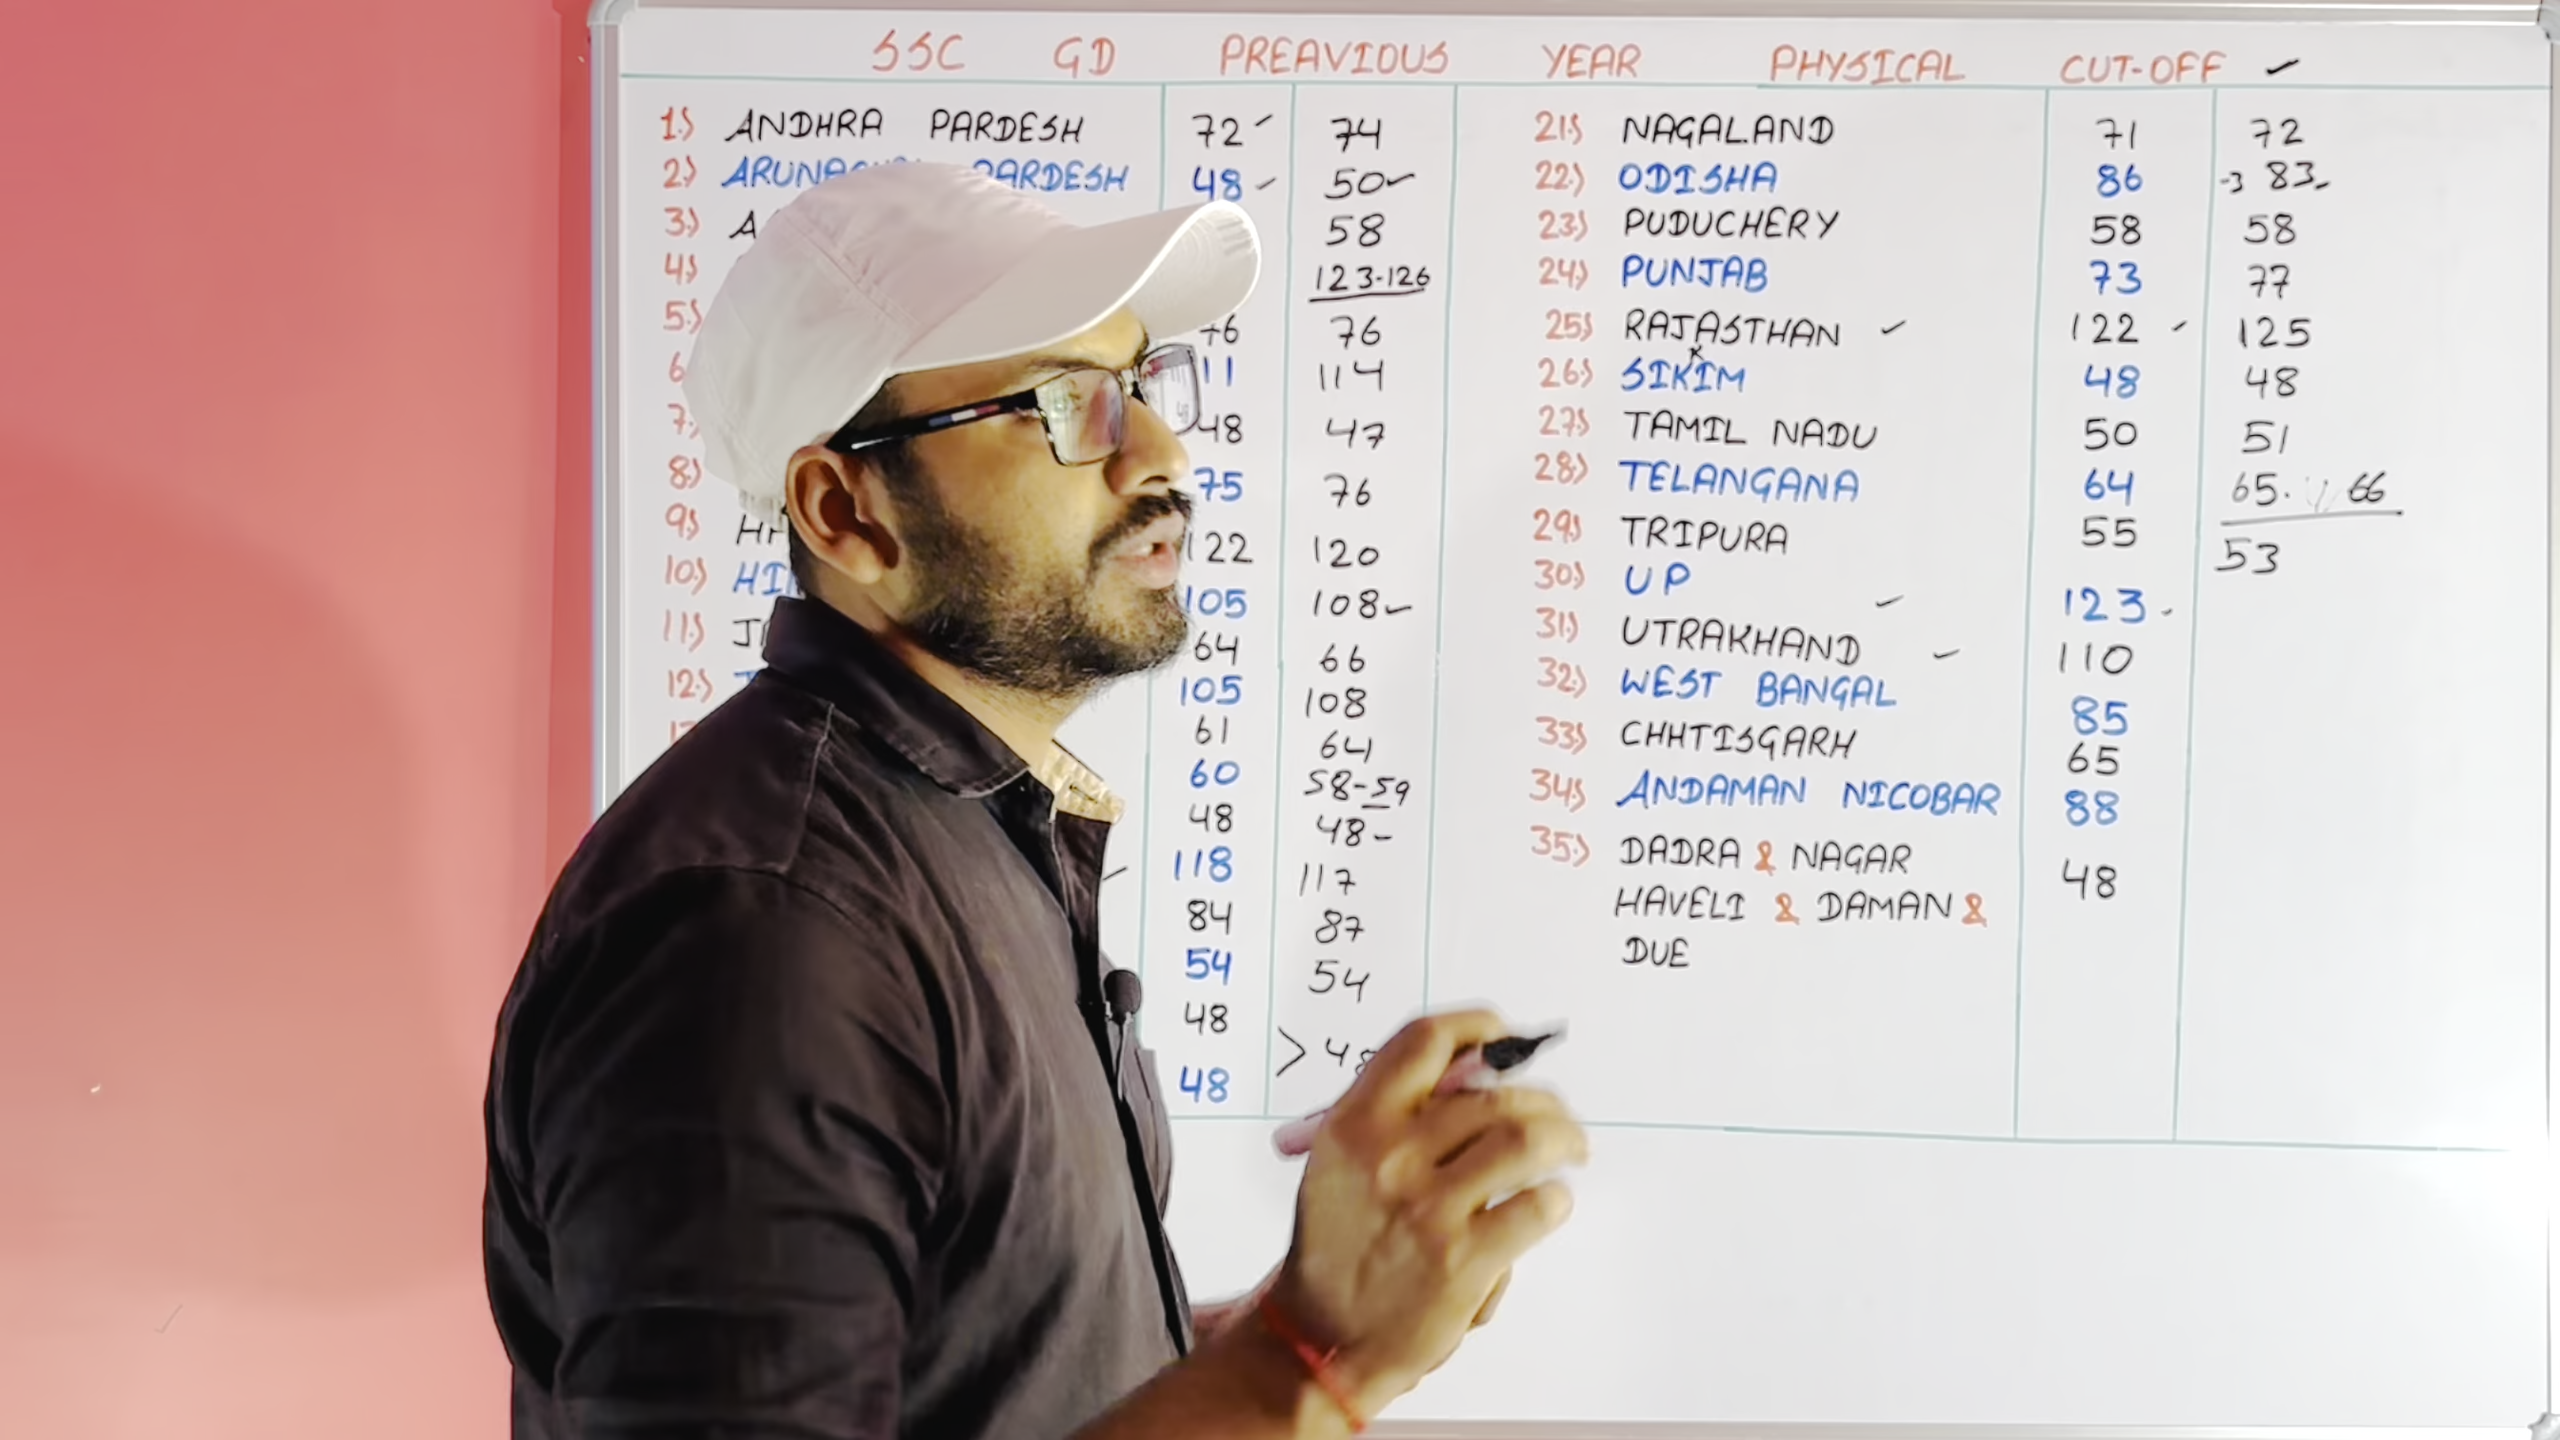 SSC GD PREAVIOUS YEAR PHYSICAL CUT-OFF
1) ANDHRA PARDESH 72 74
2) PARDESH 48 50
3) 58
4) 123-126
5) 76
6 114
7) 48 47
8) 75 76
9) 122 120
10) 105 108
11) 64 66
12) 105 108
61 64
60 58-59
48 48-
118 117
84 87
54 54
48
48 > 48
21) NAGALAND 71 72
22) ODISHA 86 -3 83
23) PUDUCHERY 58 58
24) PUNJAB 73 77
25) RAJASTHAN 122 125
K
26) SIKIM 48 48
27) TAMIL NADU 50 51
28) TELANGANA 64 65. 66
29) TRIPURA 55 53
30) UP 123
31) UTRAKHAND 110
32) WEST BANGAL 85
33) CHHTISGARH 65
34) ANDAMAN NICOBAR 88
35) DADRA & NAGAR 48
HAVELI & DAMAN &
DUE